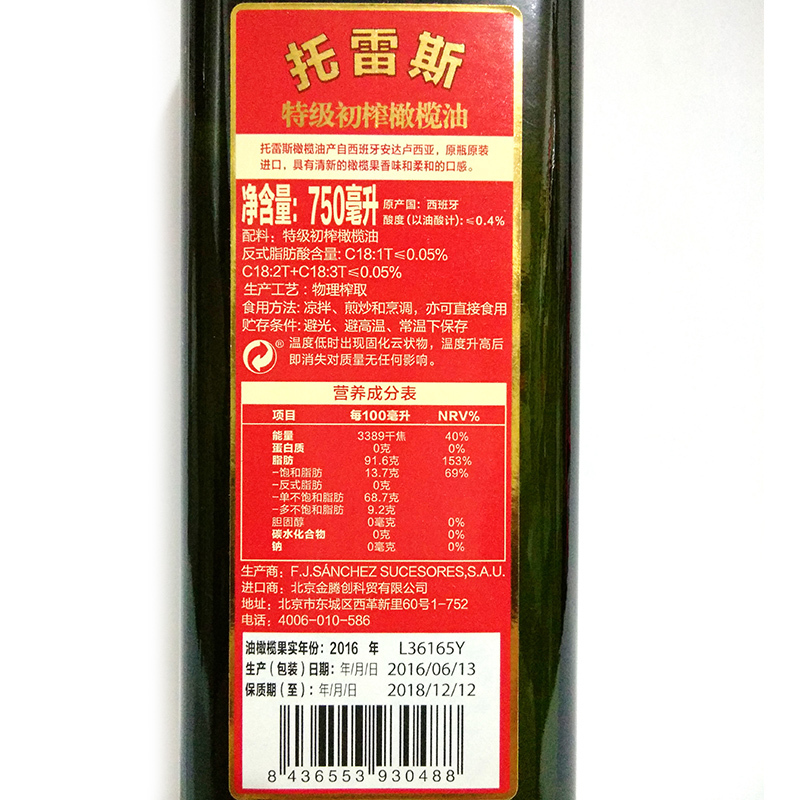 托雷斯
特级初榨橄榄油
托雷斯橄榄油产自西班牙安达卢西亚，原瓶原装
进口，具有清新的橄榄果香味和柔和的口感。
净含量：750毫升 原产国：西班牙
酸度（以油酸计）：≤0.4%
配料：特级初榨橄榄油
反式脂肪酸含量：C18:1T≤0.05%
C18:2T+C18:3T≤0.05%
生产工艺：物理榨取
食用方法：凉拌、煎炒和烹调，亦可直接食用
贮存条件：避光、避高温、常温下保存
® 温度低时出现固化云状物，温度升高后
即消失对质量无任何影响。
营养成分表
项目 每100毫升 NRV%
能量 3389千焦 40%
蛋白质 0克 0%
脂肪 91.6克 153%
-饱和脂肪 13.7克 69%
-反式脂肪 0克
-单不饱和脂肪 68.7克
-多不饱和脂肪 9.2克
胆固醇 0毫克 0%
碳水化合物 0克 0%
钠 0毫克 0%
生产商：F.J.SÁNCHEZ SUCESORES,S.A.U.
进口商：北京金腾创科贸有限公司
地址：北京市东城区西革新里60号1-752
电话：4006-010-586
油橄榄果实年份：2016 年 L36165Y
生产（包装）日期：年/月/日 2016/06/13
保质期（至）：年/月/日 2018/12/12
8 436553 930488